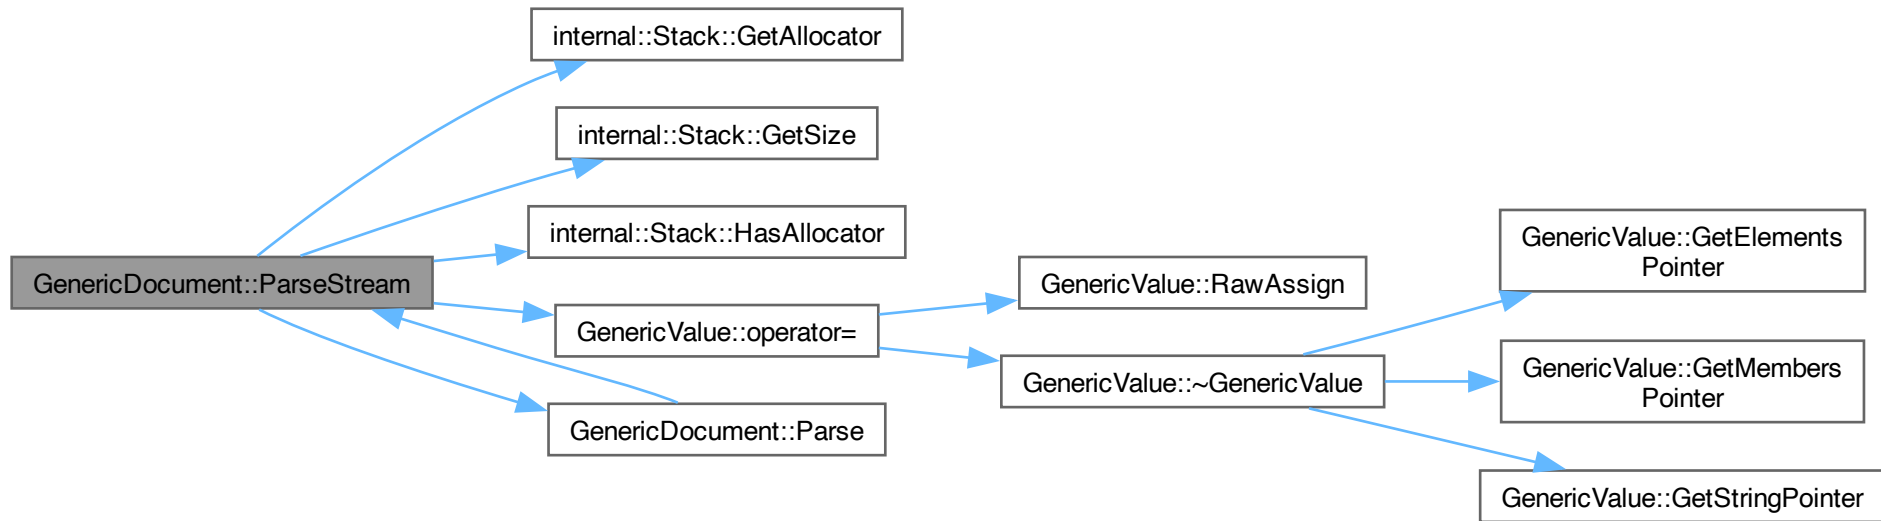 internal::Stack::GetAllocator
internal::Stack::GetSize
internal::Stack::HasAllocator
GenericDocument::ParseStream
GenericValue::operator=
GenericDocument::Parse
GenericValue::RawAssign
GenericValue::~GenericValue
GenericValue::GetElements
Pointer
GenericValue::GetMembers
Pointer
GenericValue::GetStringPointer